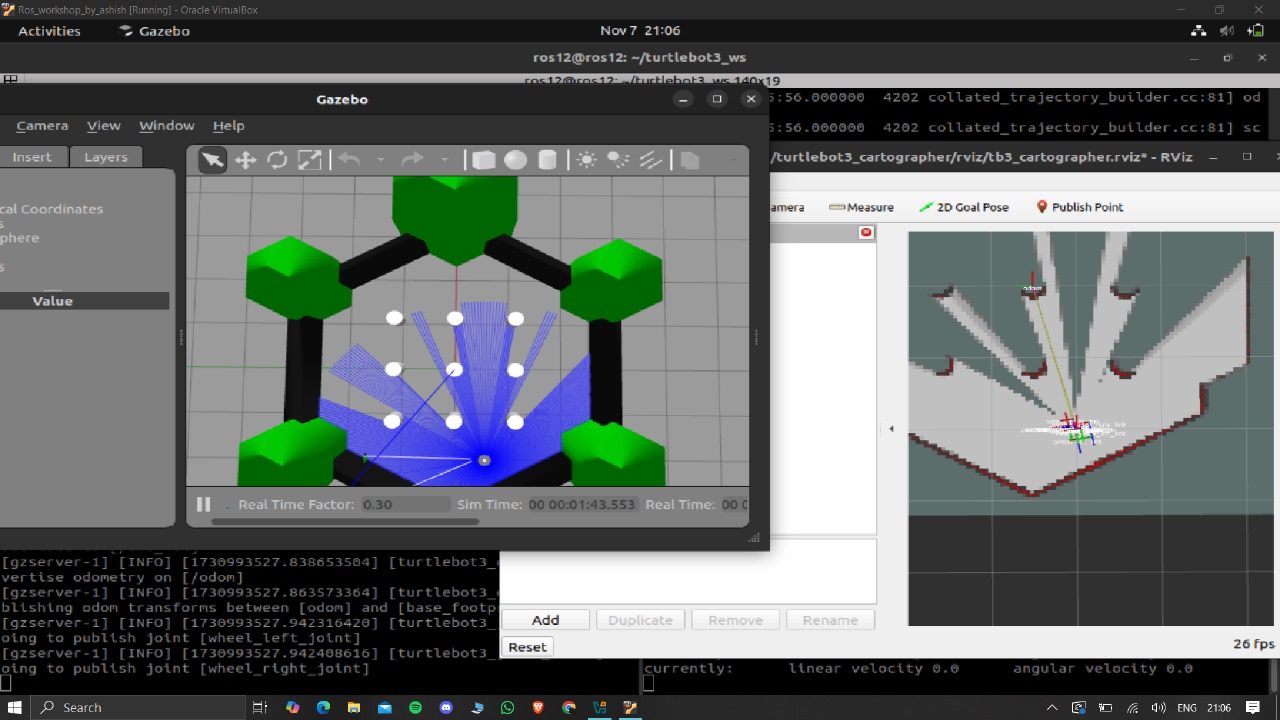 Ros_workshop_by_ashish [Running] - Oracle VirtualBox
Activities
Gazebo
Nov 7 21:06
ros12@ros12: ~/turtlebot3_ws
ros12@ros12: ~/turtlebot3_ws 140x19
5:56.000000 4202 collated_trajectory_builder.cc:81] od
5:56.000000 4202 collated_trajectory_builder.cc:81] sc
Gazebo
Camera View Window Help
Insert Layers
cal Coordinates
s
sphere
s
Value
Real Time Factor: 0.30 Sim Time: 00 00:01:43.553 Real Time: 00 0
/turtlebot3_cartographer/rviz/tb3_cartographer.rviz* - RViz
amera Measure 2D Goal Pose Publish Point
odom
Add Duplicate Remove Rename
Reset
26 fps
[gzserver-1] [INFO] [1730993527.838653504] [turtlebot3_
vertise odometry on [/odom]
[gzserver-1] [INFO] [1730993527.863573364] [turtlebot3_
blishing odom transforms between [odom] and [base_footp
[gzserver-1] [INFO] [1730993527.942316420] [turtlebot3_
oing to publish joint [wheel_left_joint]
[gzserver-1] [INFO] [1730993527.942408616] [turtlebot3_
oing to publish joint [wheel_right_joint]
currently: linear velocity 0.0 angular velocity 0.0
Search
ENG 21:06